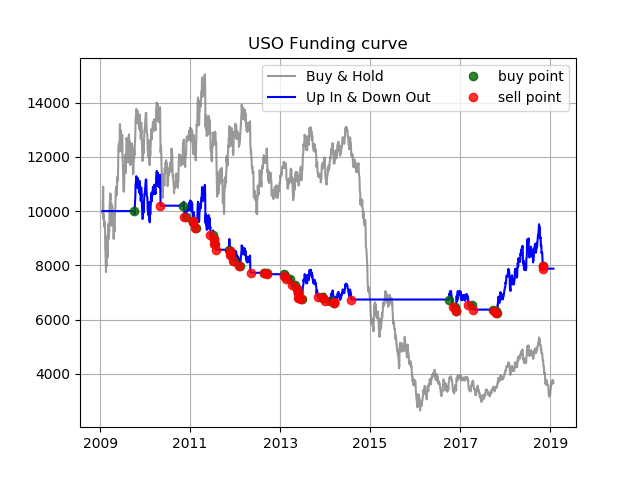 USO Funding curve
Buy & Hold
Up In & Down Out
buy point
sell point
14000
12000
10000
8000
6000
4000
2009 2011 2013 2015 2017 2019